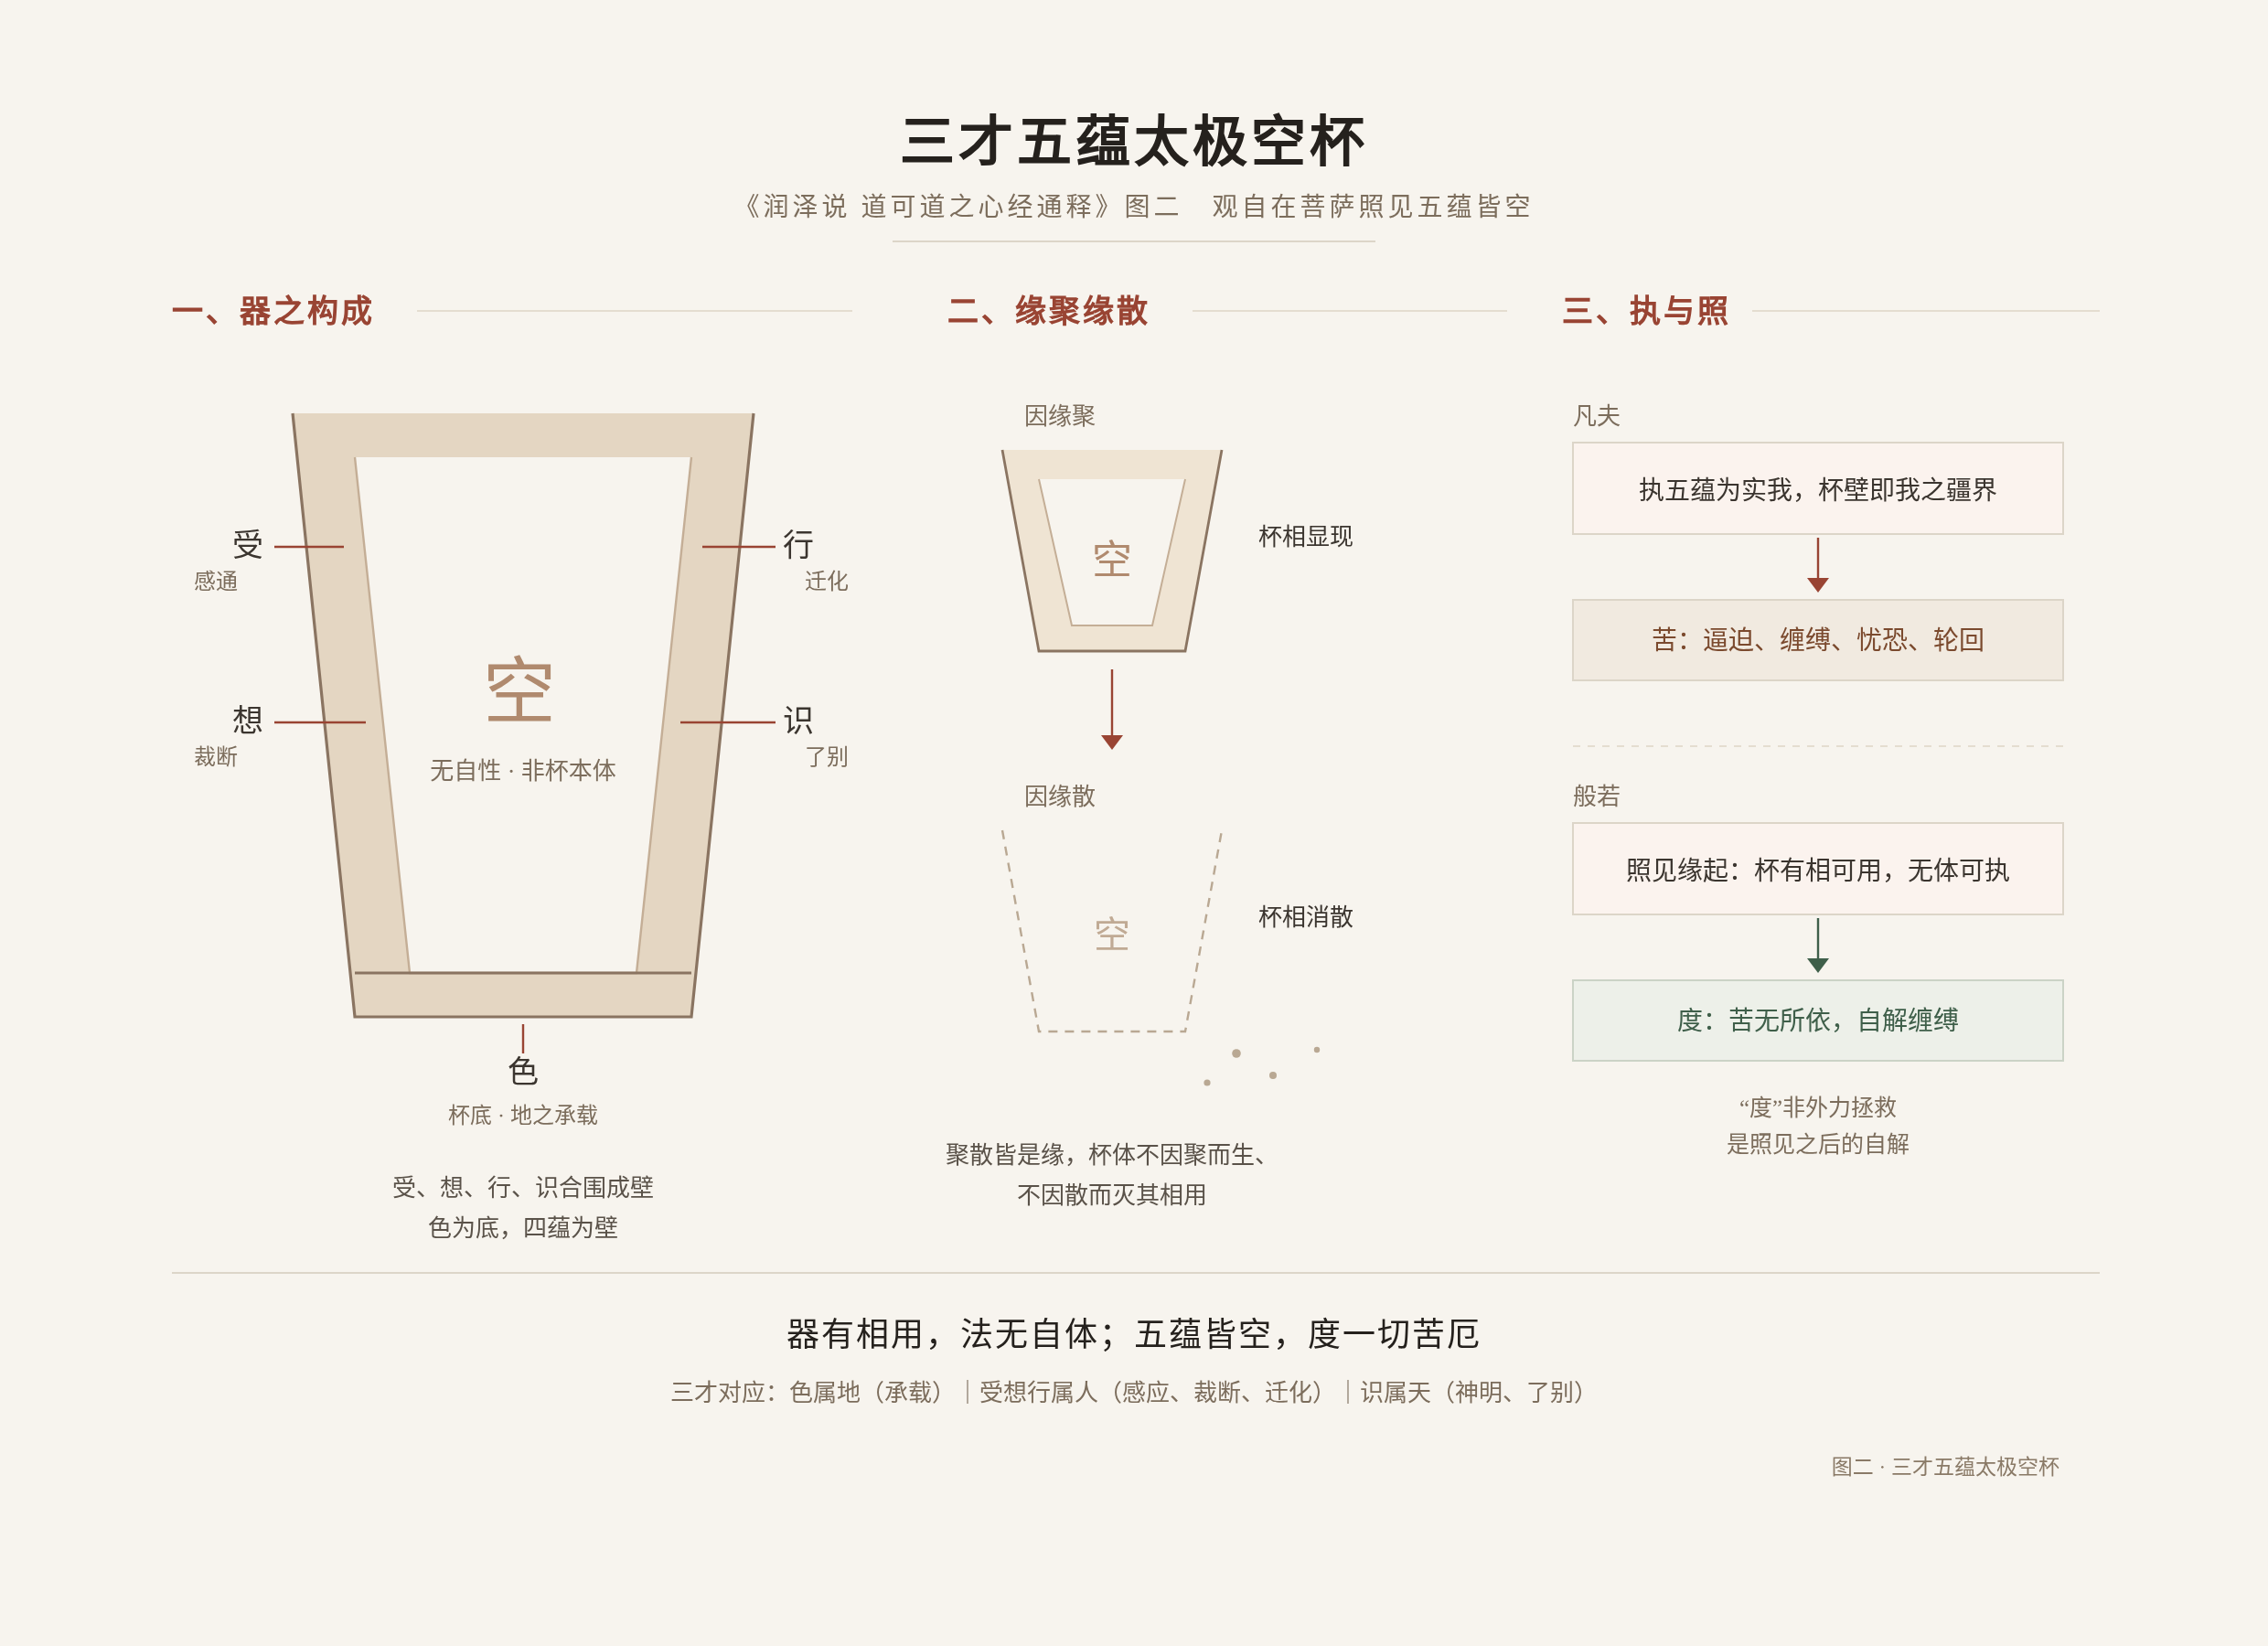 三才五蕴太极空杯
《润泽说 道可道之心经通释》图二　观自在菩萨照见五蕴皆空
一、器之构成
受
感通
想
裁断
行
迁化
识
了别
空
无自性 · 非杯本体
色
杯底 · 地之承载
受、想、行、识合围成壁
色为底，四蕴为壁
二、缘聚缘散
因缘聚
空
杯相显现
因缘散
空
杯相消散
聚散皆是缘，杯体不因聚而生、
不因散而灭其相用
三、执与照
凡夫
执五蕴为实我，杯壁即我之疆界
苦：逼迫、缠缚、忧恐、轮回
般若
照见缘起：杯有相可用，无体可执
度：苦无所依，自解缠缚
“度”非外力拯救
是照见之后的自解
器有相用，法无自体；五蕴皆空，度一切苦厄
三才对应：色属地（承载）｜受想行属人（感应、裁断、迁化）｜识属天（神明、了别）
图二 · 三才五蕴太极空杯